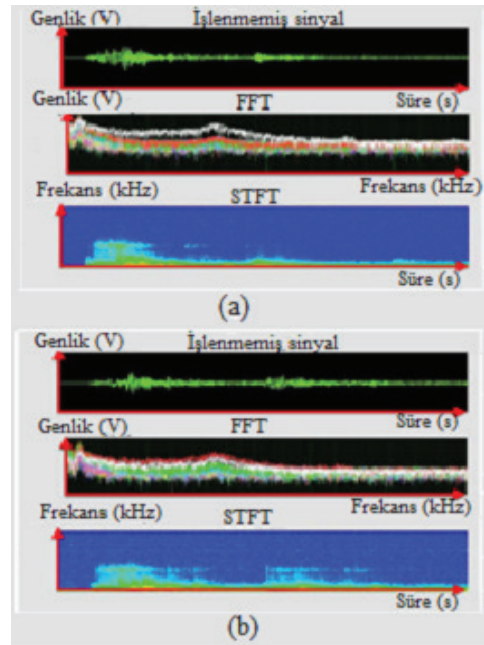 Genlik (V) İşlenmemiş sinyal
Genlik (V) FFT Süre (s)
Frekans (kHz) STFT Frekans (kHz)
Süre (s)
(a)
Genlik (V) İşlenmemiş sinyal
Genlik (V) FFT Süre (s)
Frekans (kHz) STFT Frekans (kHz)
Süre (s)
(b)